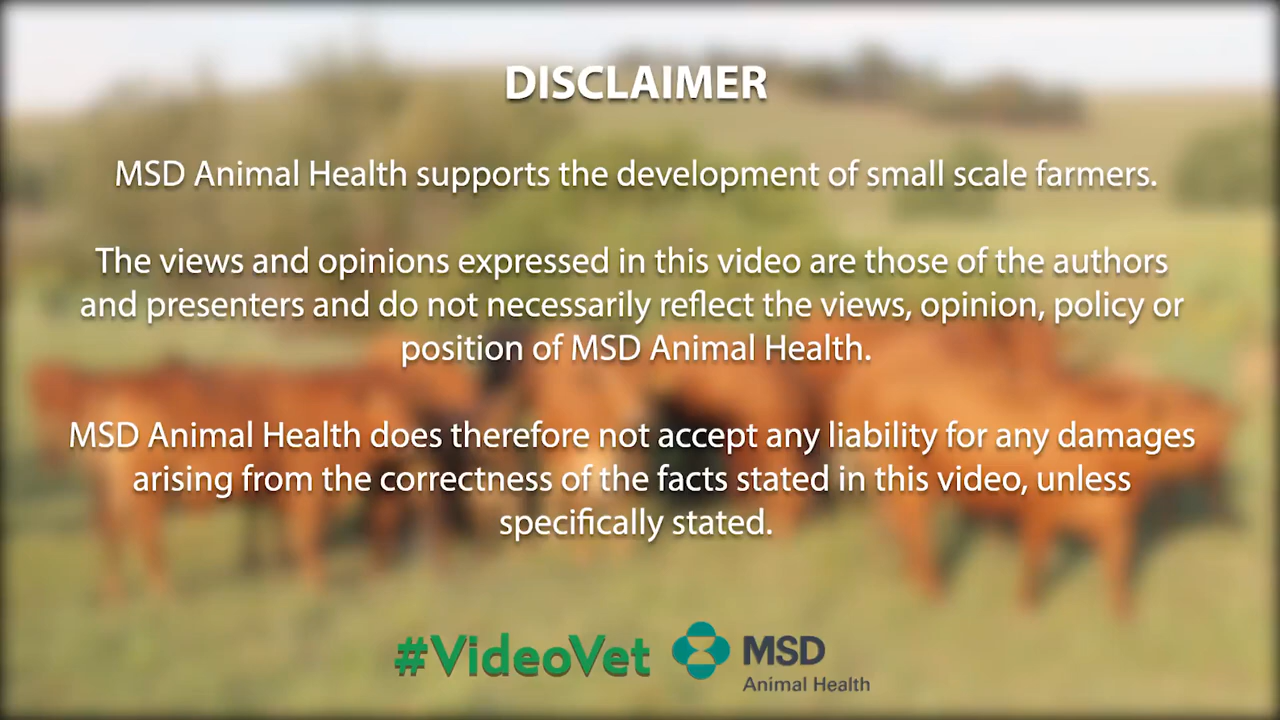 DISCLAIMER
MSD Animal Health supports the development of small scale farmers.
The views and opinions expressed in this video are those of the authors
and presenters and do not necessarily reflect the views, opinion, policy or
position of MSD Animal Health.
MSD Animal Health does therefore not accept any liability for any damages
arising from the correctness of the facts stated in this video, unless
specifically stated.
#VideoVet
MSD
Animal Health